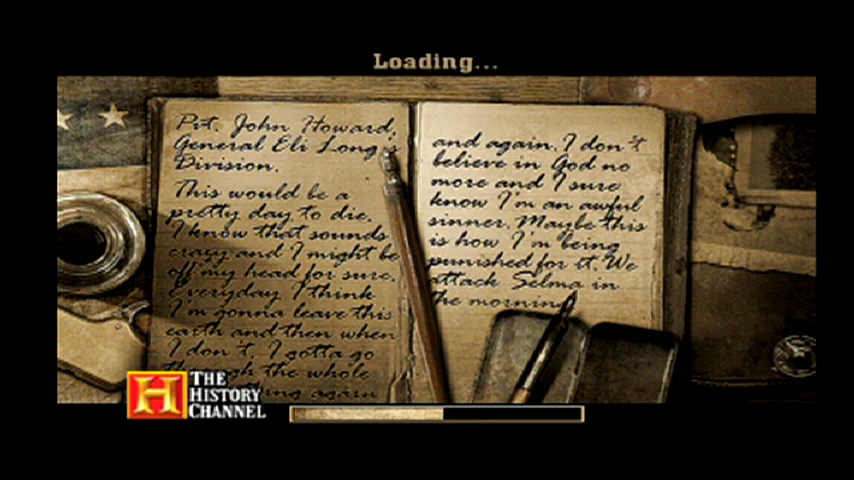 Loading...
Pvt. John Howard,
General Eli Long's
Division.
This would be a
pretty day to die.
I know that sounds
crazy and I might be
off my head for sure.
Everyday I think
I'm gonna leave this
earth and then when
I don't, I gotta go
through the whole
thing again
and again. I don't
believe in God no
more and I sure
know I'm an awful
sinner. Maybe this
is how I'm being
punished for it. We
attack Selma in
the morning
H
THE
HISTORY
CHANNEL